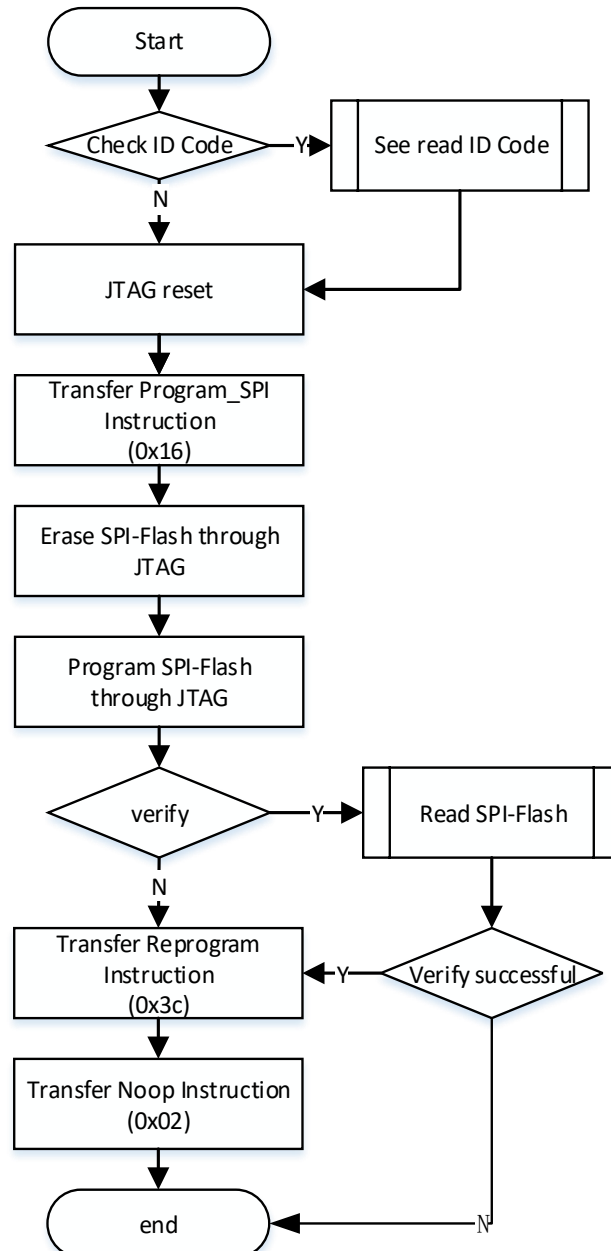 Start
Check ID Code
Y
See read ID Code
N
JTAG reset
Transfer Program_SPI
Instruction
(0x16)
Erase SPI-Flash through
JTAG
Program SPI-Flash
through JTAG
verify
Y
Read SPI-Flash
N
Transfer Reprogram
Instruction
(0x3c)
Y
Verify successful
Transfer Noop Instruction
(0x02)
end
N